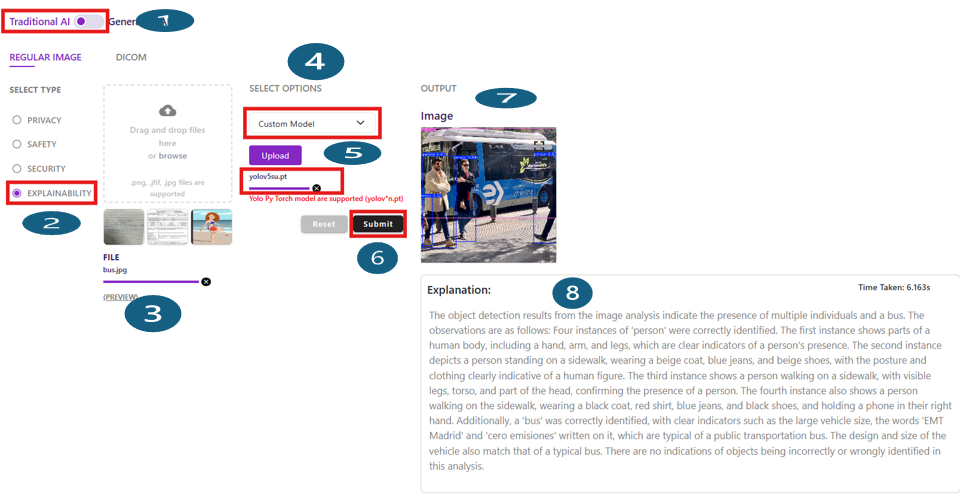 Traditional AI
Gener
1
REGULAR IMAGE
DICOM
SELECT TYPE
PRIVACY
SAFETY
SECURITY
EXPLAINABILITY
2
Drag and drop files
here
or browse
.png, .jfif, .jpg files are
supported
FILE
bus.jpg
(PREVIEW)
3
4
SELECT OPTIONS
Custom Model
Upload
5
yolov5su.pt
Yolo Py Torch model are supported (yolov*n.pt)
Reset
Submit
6
OUTPUT
7
Image
Explanation:
8
Time Taken: 6.163s
The object detection results from the image analysis indicate the presence of multiple individuals and a bus. The
observations are as follows: Four instances of 'person' were correctly identified. The first instance shows parts of a
human body, including a hand, arm, and legs, which are clear indicators of a person's presence. The second instance
depicts a person standing on a sidewalk, wearing a beige coat, blue jeans, and beige shoes, with the posture and
clothing clearly indicative of a human figure. The third instance shows a person walking on a sidewalk, with visible
legs, torso, and part of the head, confirming the presence of a person. The fourth instance also shows a person
walking on the sidewalk, wearing a black coat, red shirt, blue jeans, and black shoes, and holding a phone in their right
hand. Additionally, a 'bus' was correctly identified, with clear indicators such as the large vehicle size, the words 'EMT
Madrid' and 'cero emisiones' written on it, which are typical of a public transportation bus. The design and size of the
vehicle also match that of a typical bus. There are no indications of objects being incorrectly or wrongly identified in
this analysis.